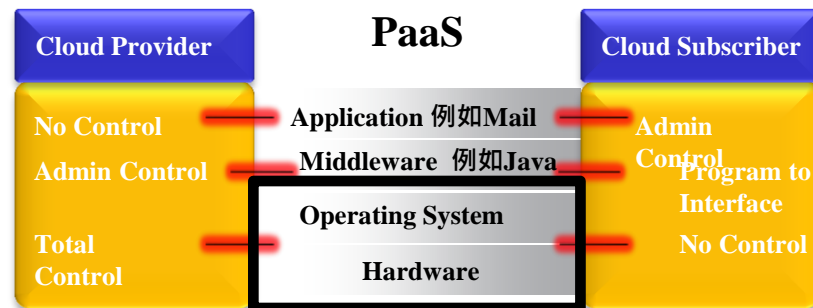 PaaS
Cloud Provider
Cloud Subscriber
No Control
Application 例如Mail
Admin
Control
Admin Control
Middleware 例如Java
Program to
Interface
Operating System
Total
Control
No Control
Hardware